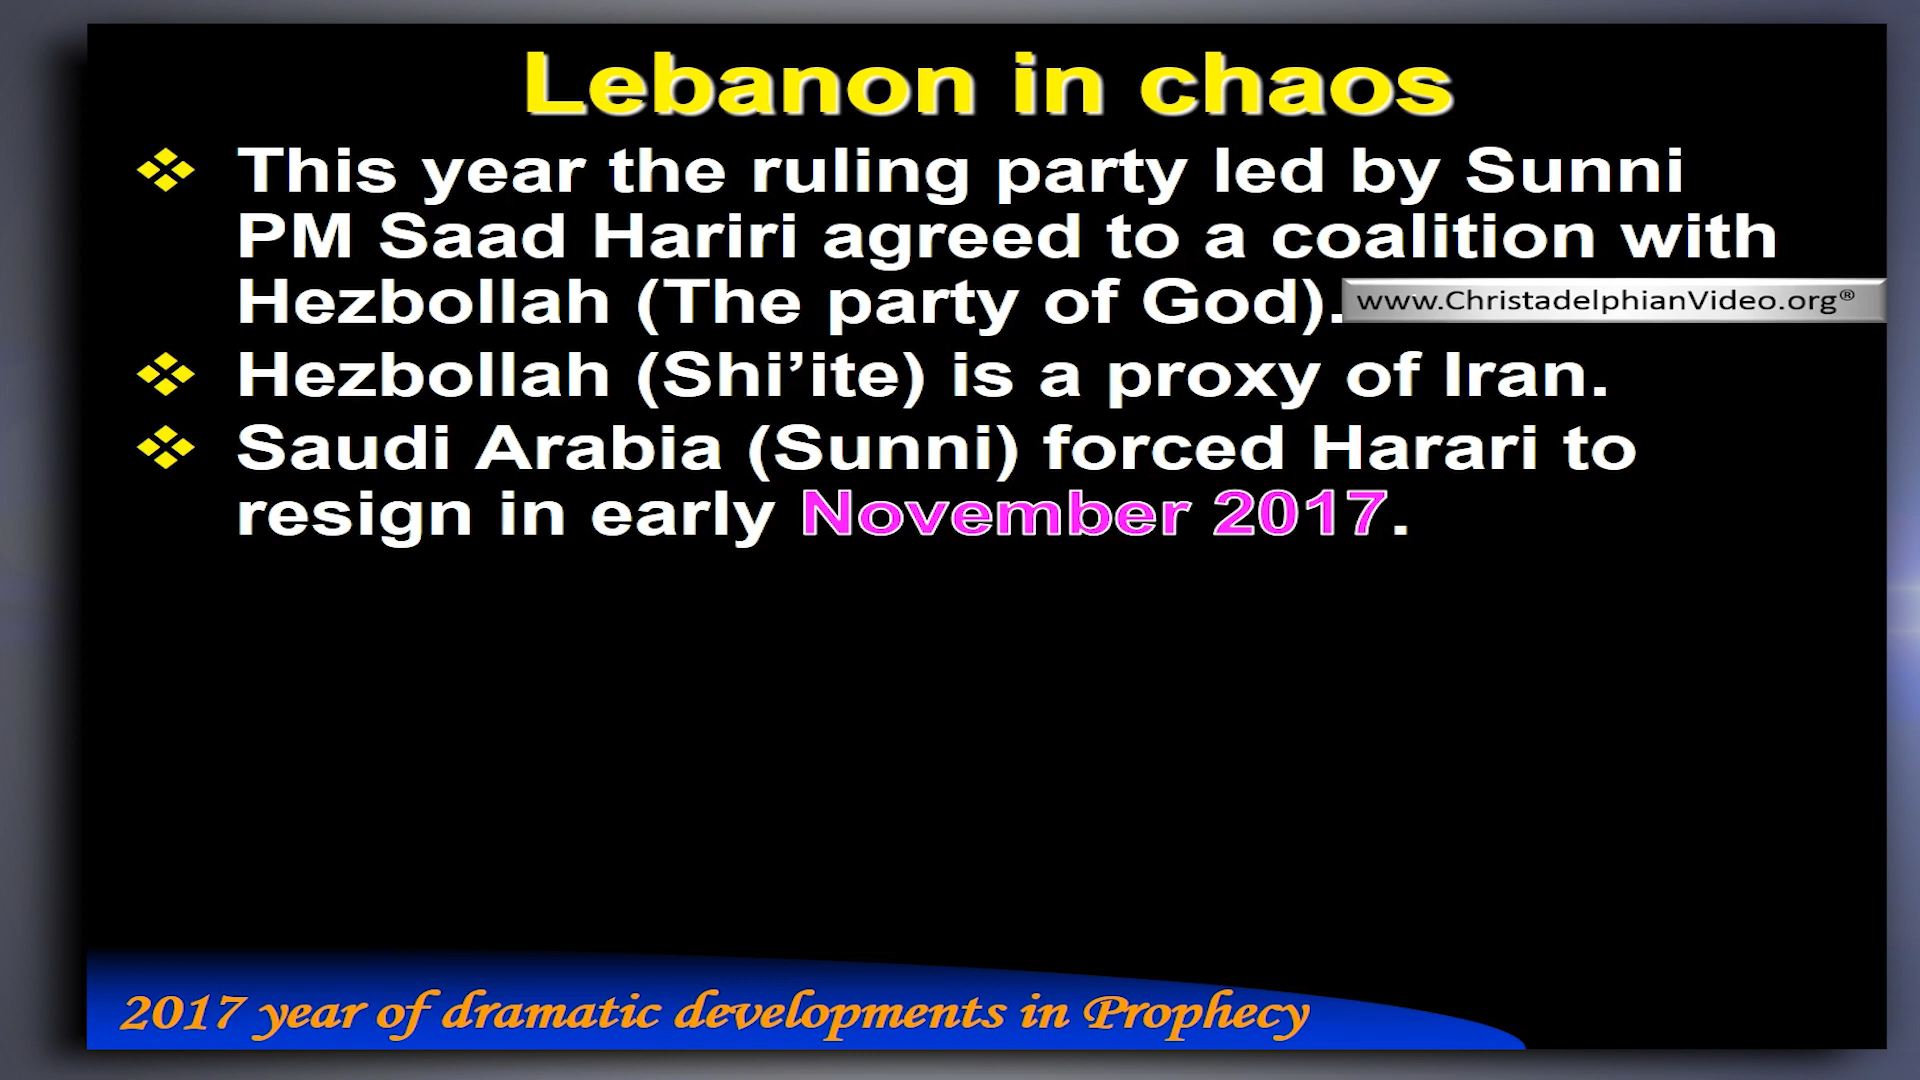 Lebanon in chaos
❖ This year the ruling party led by Sunni
PM Saad Hariri agreed to a coalition with
Hezbollah (The party of God).
www.ChristadelphianVideo.org®
❖ Hezbollah (Shi’ite) is a proxy of Iran.
❖ Saudi Arabia (Sunni) forced Harari to
resign in early November 2017.
2017 year of dramatic developments in Prophecy